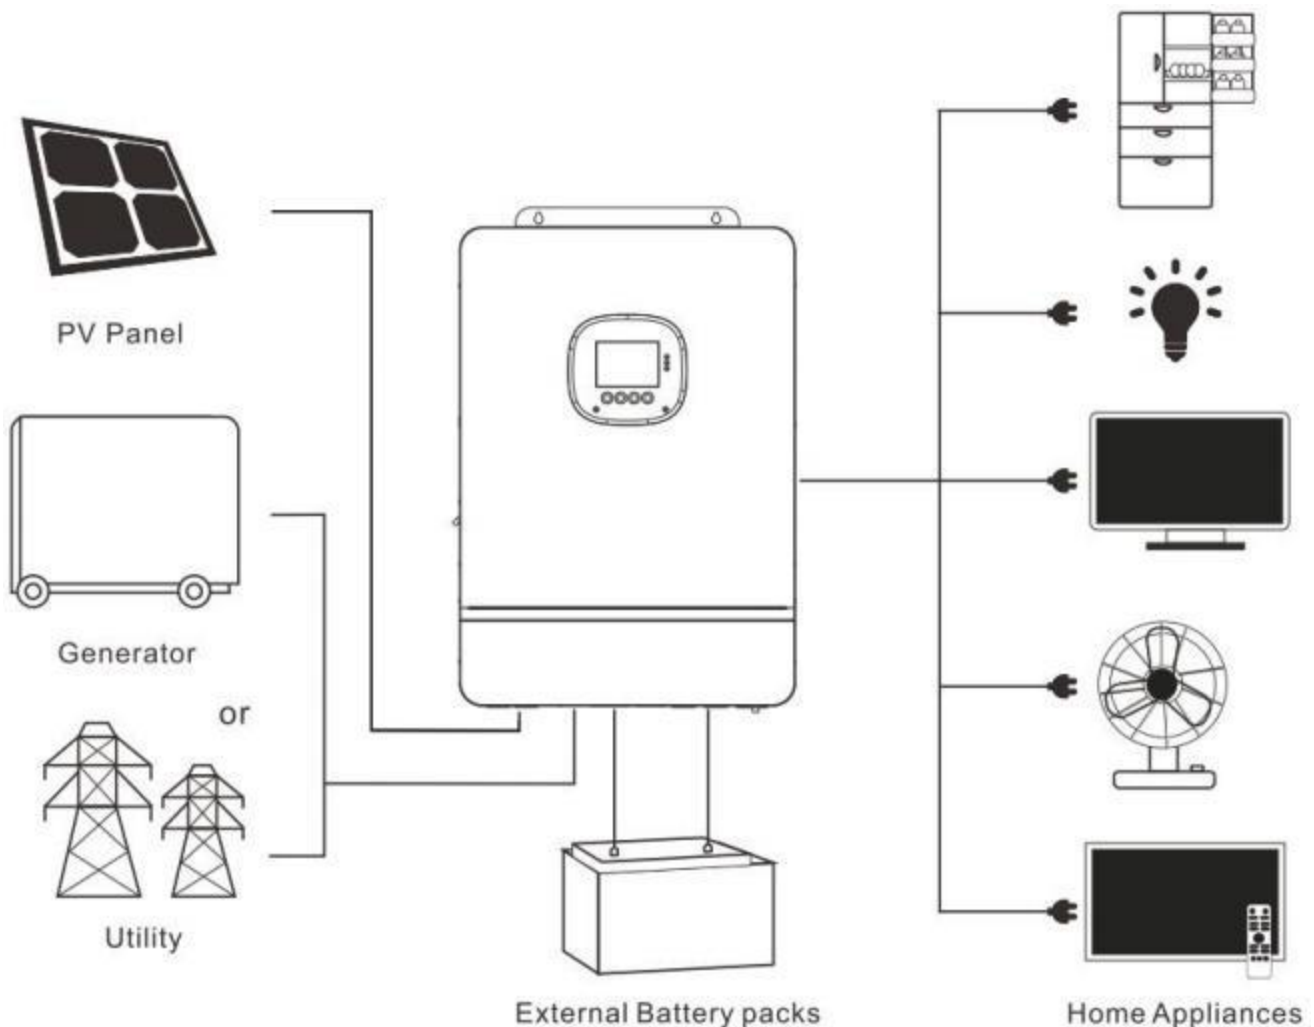 PV Panel
Generator
or
Utility
External Battery packs
Home Appliances